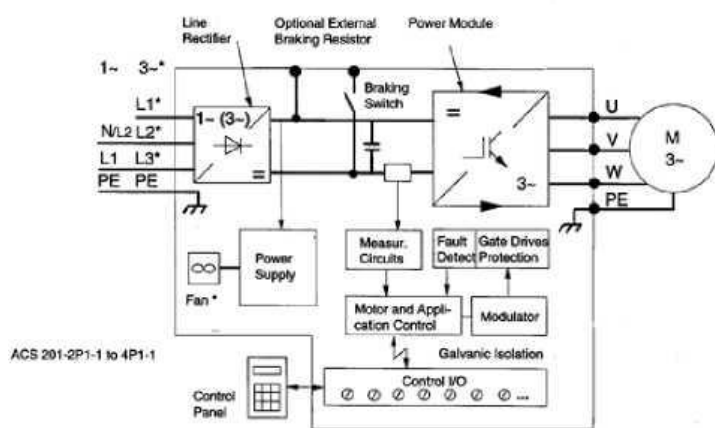 Line
Rectifier
Optional External
Braking Resistor
Power Module
1~ 3~*
Braking
Switch
L1*
N/L2 L2*
L1 L3*
PE PE
1~ (3~)
=
=
3~
U
V
W
PE
M
3~
Power
Supply
Fan *
Measur.
Circuits
Fault
Detect
Gate Drives
Protection
Motor and Appli-
cation Control
Modulator
ACS 201-2P1-1 to 4P1-1
Galvanic Isolation
Control
Panel
Control I/O
...